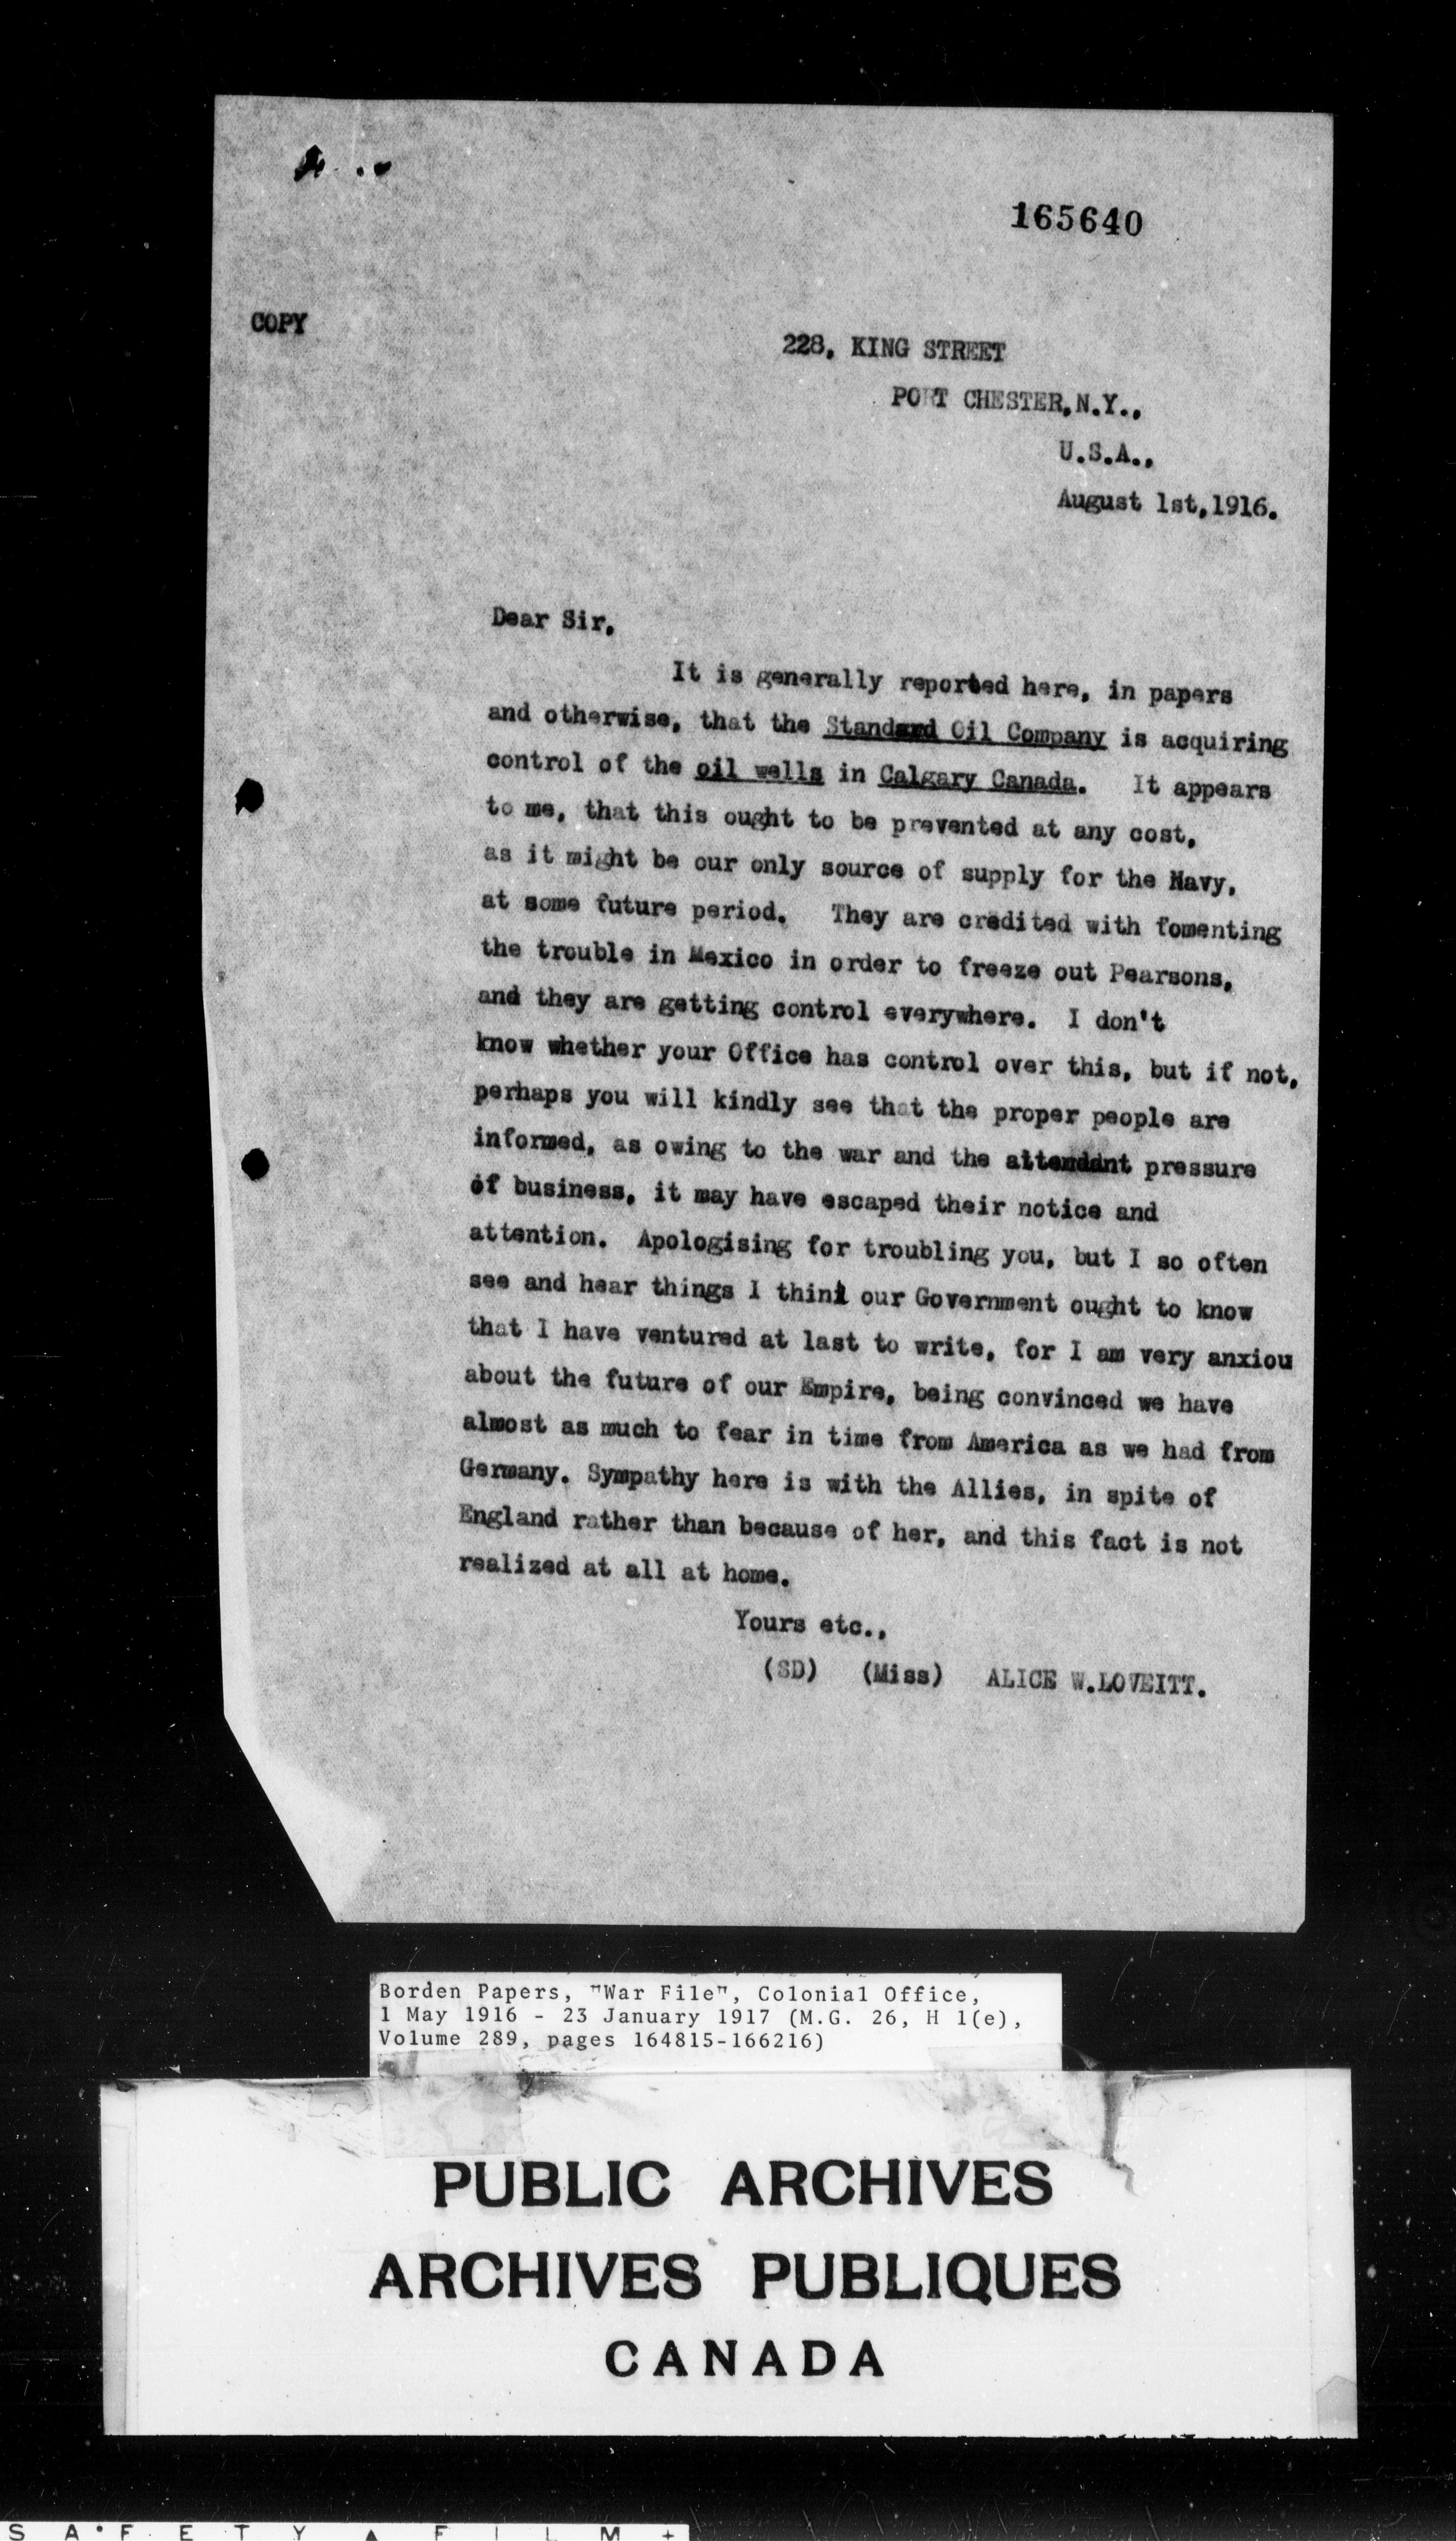 165640
COPY
228, KING STREET
PORT CHESTER,N.Y.,
U.S.A.,
August 1st,1916.
Dear Sir,
It is generally reported here, in papers
and otherwise, that the Standard Oil Company is acquiring
control of the oil wells in Calgary Canada. It appears
to me, that this ought to be prevented at any cost,
as it might be our only source of supply for the Navy,
at some future period. They are credited with fomenting
the trouble in Mexico in order to freeze out Pearsons,
and they are getting control everywhere. I don't
know whether your Office has control over this, but if not,
perhaps you will kindly see that the proper people are
informed, as owing to the war and the attendant pressure
of business, it may have escaped their notice and
attention. Apologising for troubling you, but I so often
see and hear things I think our Government ought to know
that I have ventured at last to write, for I am very anxiou
about the future of our Empire, being convinced we have
almost as much to fear in time from America as we had from
Germany. Sympathy here is with the Allies, in spite of
England rather than because of her, and this fact is not
realized at all at home.
Yours etc.,
(SD) (Miss) ALICE W.LOVEITT.
Borden Papers, "War File", Colonial Office,
1 May 1916 - 23 January 1917 (M.G. 26, H 1(e),
Volume 289, pages 164815-166216)
PUBLIC ARCHIVES
ARCHIVES PUBLIQUES
CANADA
SAFETY FILM